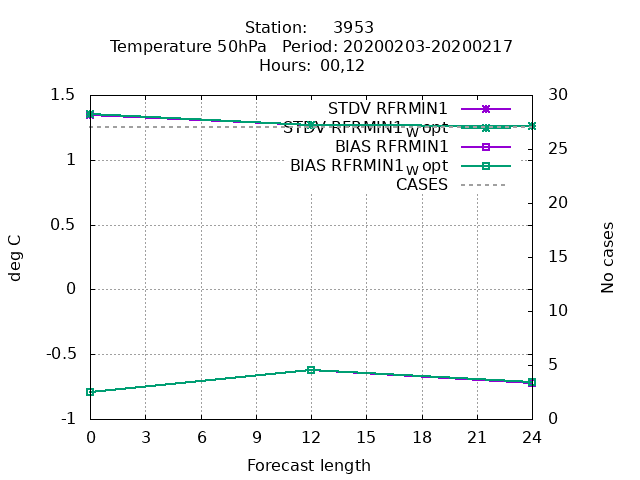 Station: 3953
Temperature 50hPa Period: 20200203-20200217
Hours: 00,12
1.5
1
0.5
0
-0.5
-1
30
25
20
15
10
5
0
STDV RFRMIN1
STDV RFRMIN1_W opt
BIAS RFRMIN1
BIAS RFRMIN1_W opt
CASES
deg C
No cases
0 3 6 9 12 15 18 21 24
Forecast length